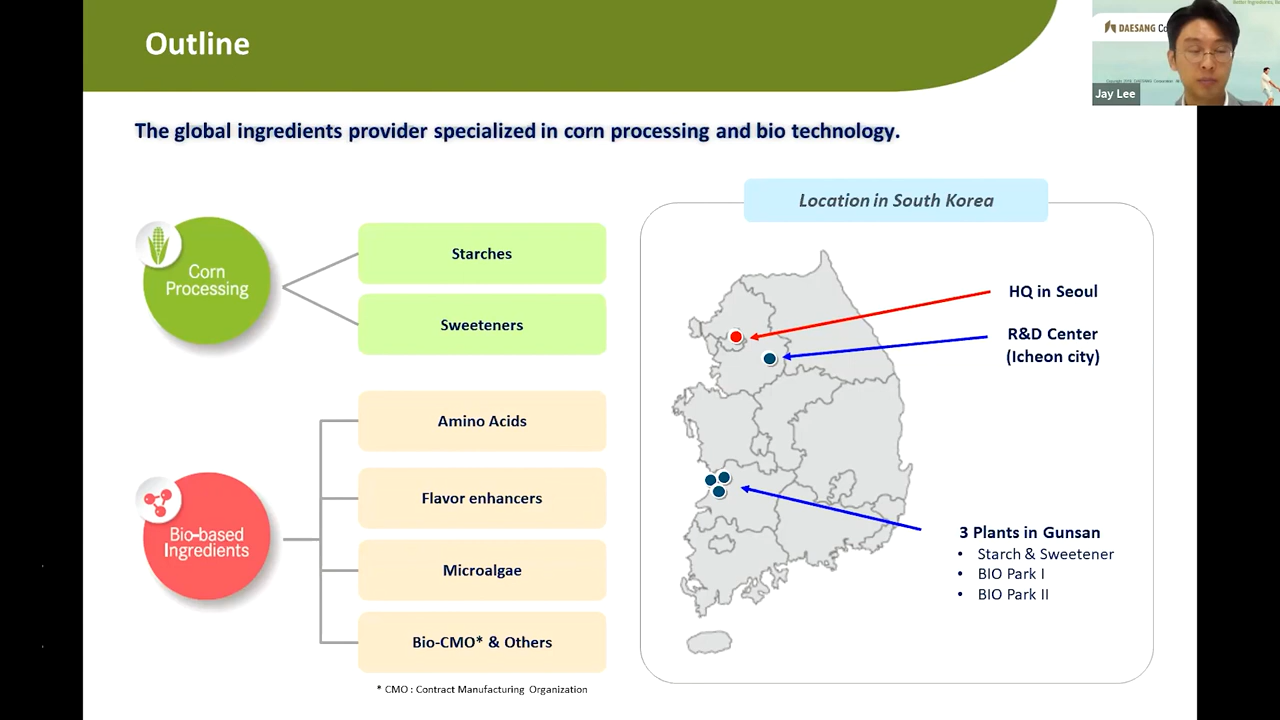 Outline
The global ingredients provider specialized in corn processing and bio technology.
Corn
Processing
Starches
Sweeteners
Bio-based
Ingredients
Amino Acids
Flavor enhancers
Microalgae
Bio-CMO* & Others
* CMO : Contract Manufacturing Organization
Location in South Korea
HQ in Seoul
R&D Center
(Icheon city)
3 Plants in Gunsan
• Starch & Sweetener
• BIO Park I
• BIO Park II
Better Ingredients,
DAESANG
Jay Lee